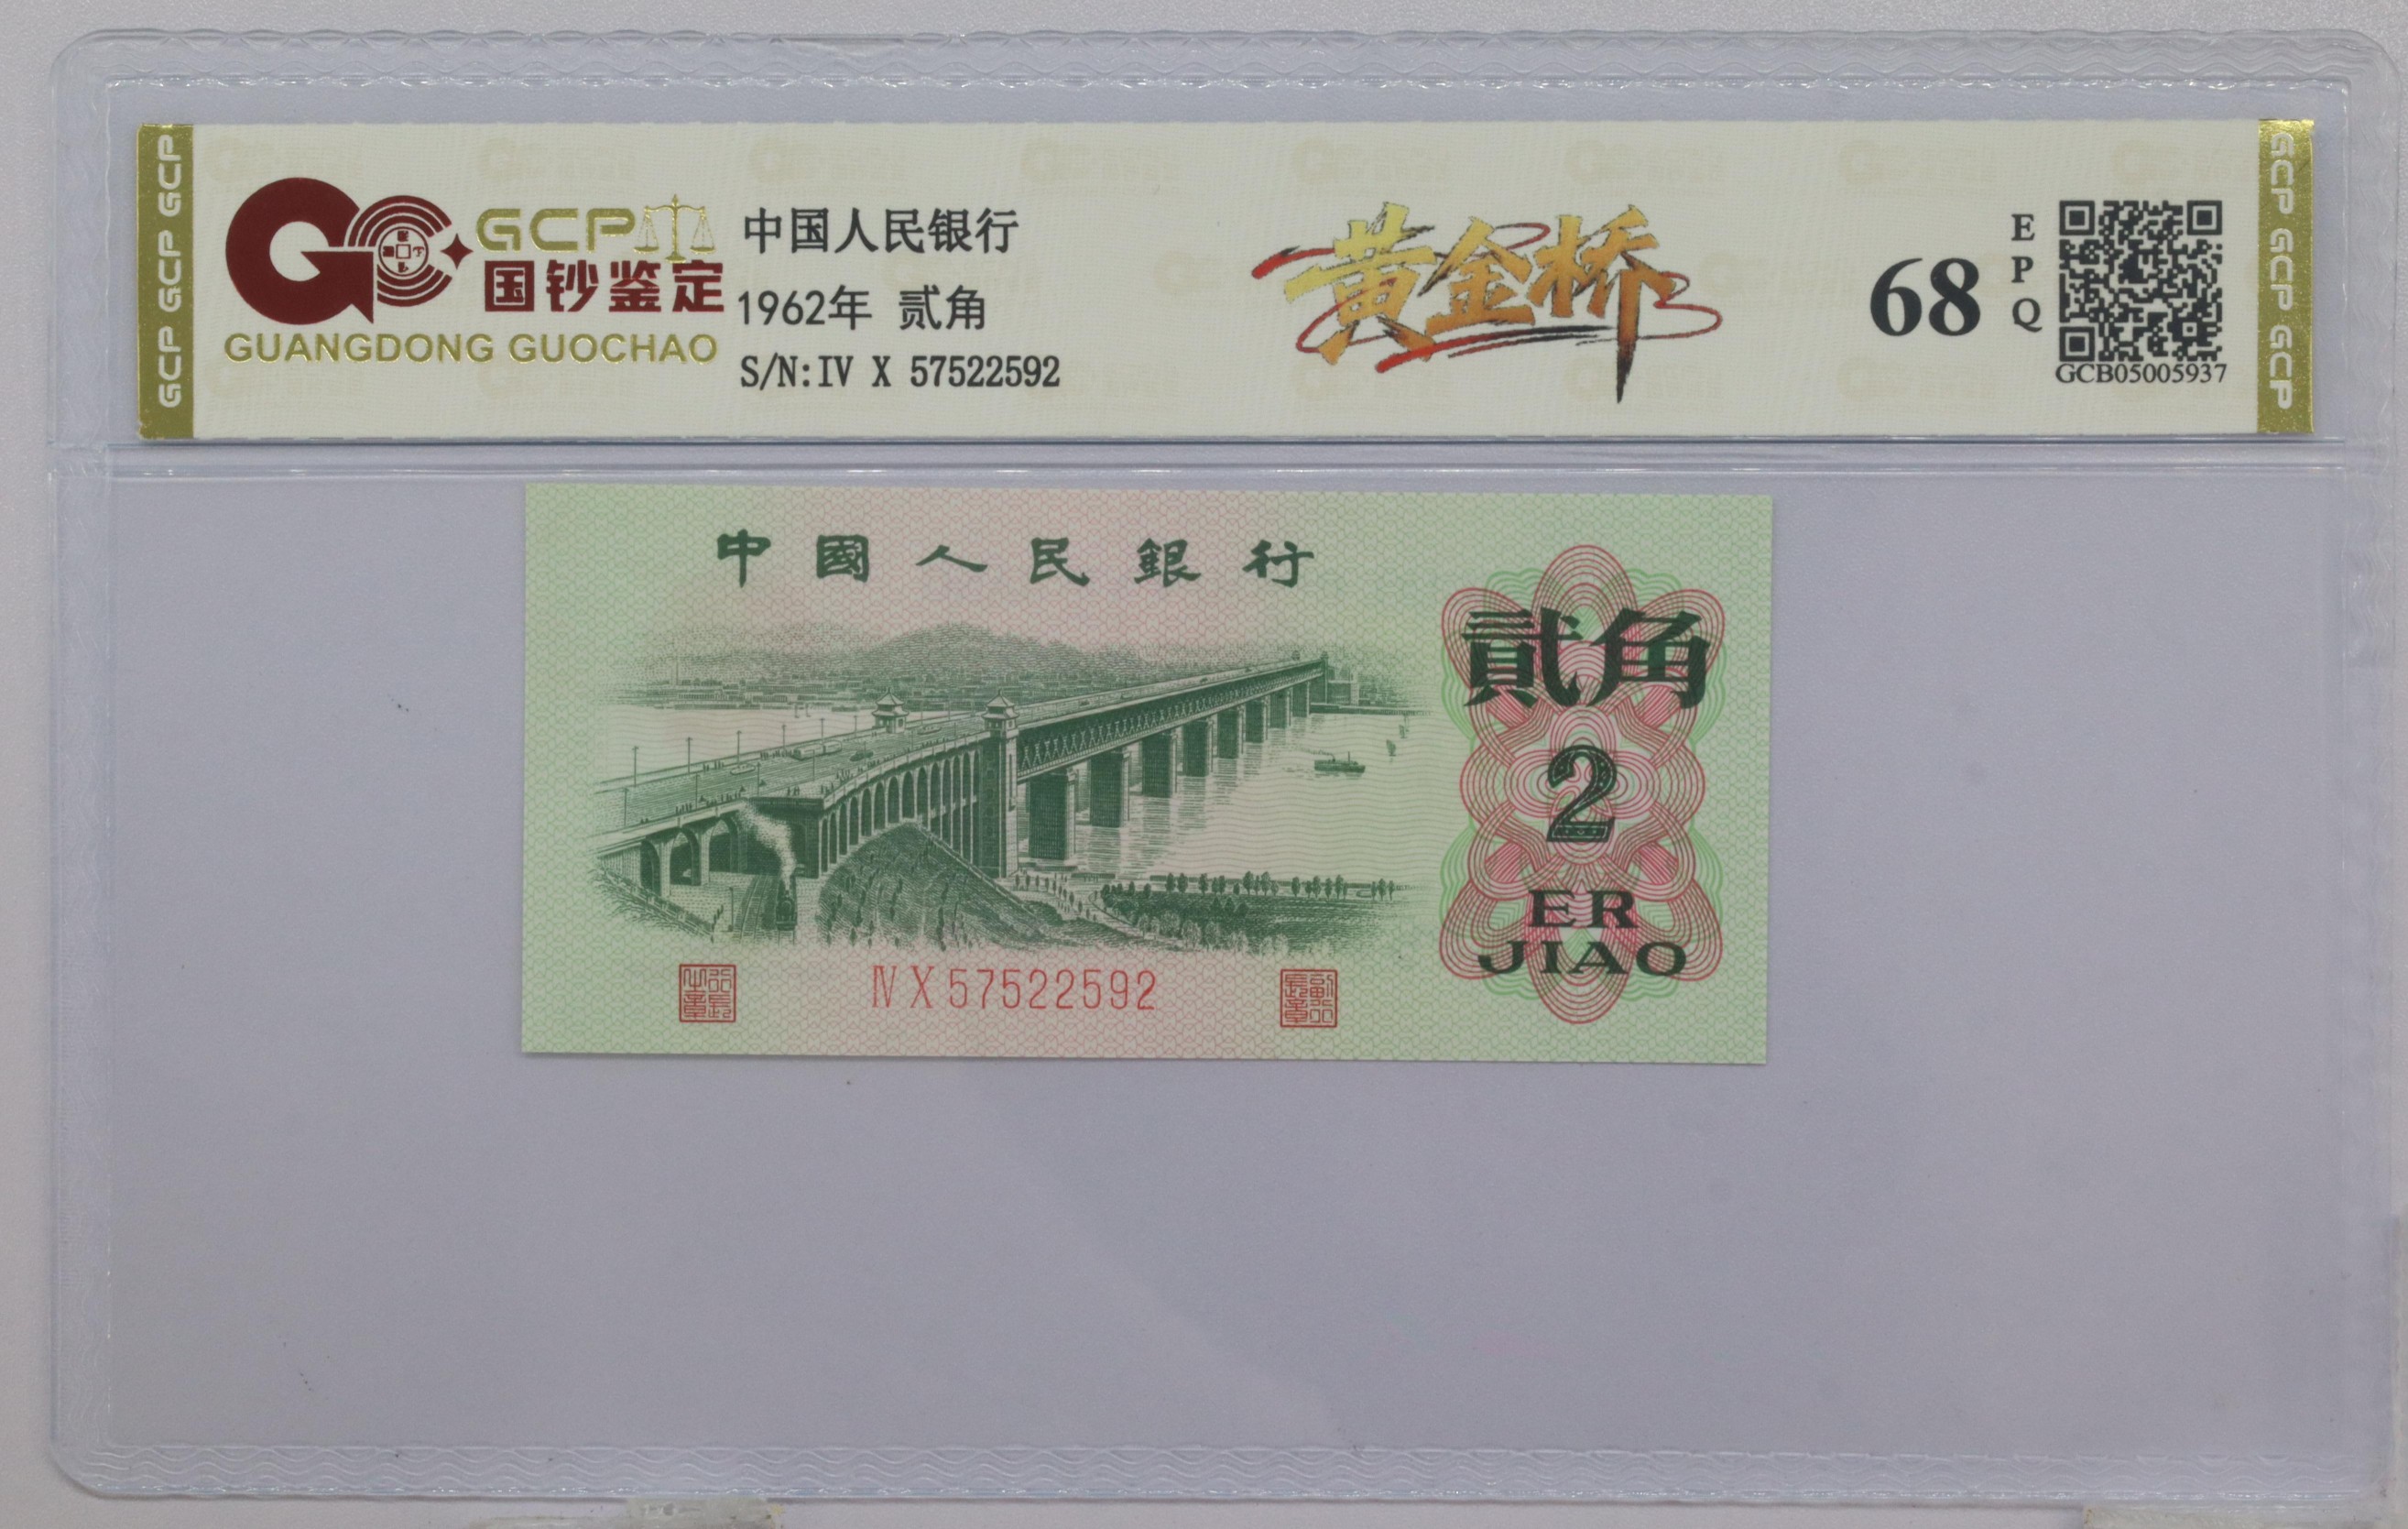 GCP GCP GCP
GCP
国钞鉴定
GUANGDONG GUOCHAO
中国人民银行
1962年 贰角
S/N:IV X 57522592
黄金桥
68
EPQ
GCB05005937
GCP GCP GCP
中國人民銀行
貳角
2
ER
JIAO
IV X 57522592